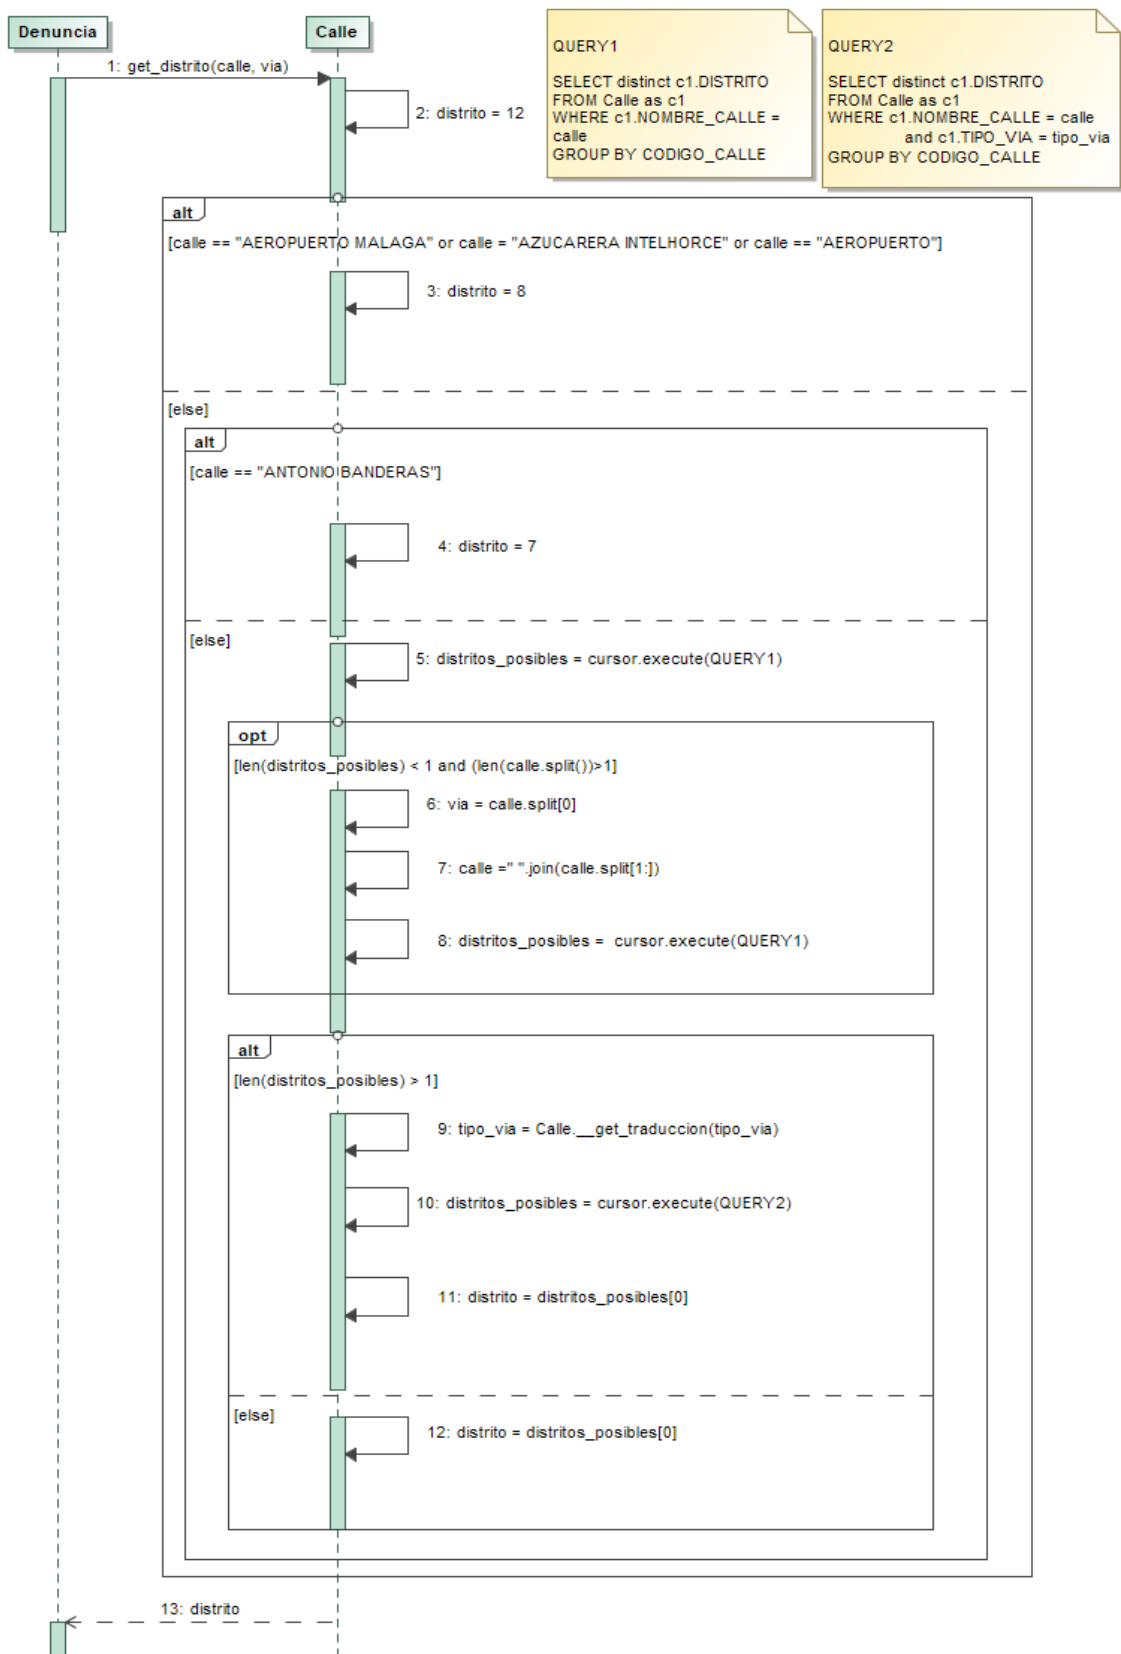 Denuncia
Calle
1: get_distrito(calle, via)
2: distrito = 12
QUERY1
SELECT distinct c1.DISTRITO
FROM Calle as c1
WHERE c1.NOMBRE_CALLE =
calle
GROUP BY CODIGO_CALLE
QUERY2
SELECT distinct c1.DISTRITO
FROM Calle as c1
WHERE c1.NOMBRE_CALLE = calle
and c1.TIPO_VIA = tipo_via
GROUP BY CODIGO_CALLE
alt
[calle == "AEROPUERTO MALAGA" or calle = "AZUCARERA INTELHORCE" or calle == "AEROPUERTO"]
3: distrito = 8
[else]
alt
[calle == "ANTONIO BANDERAS"]
4: distrito = 7
[else]
5: distritos_posibles = cursor.execute(QUERY1)
opt
[len(distritos_posibles) < 1 and (len(calle.split())>1]
6: via = calle.split[0]
7: calle =" ".join(calle.split[1:])
8: distritos_posibles = cursor.execute(QUERY1)
alt
[len(distritos_posibles) > 1]
9: tipo_via = Calle.__get_traduccion(tipo_via)
10: distritos_posibles = cursor.execute(QUERY2)
11: distrito = distritos_posibles[0]
[else]
12: distrito = distritos_posibles[0]
13: distrito